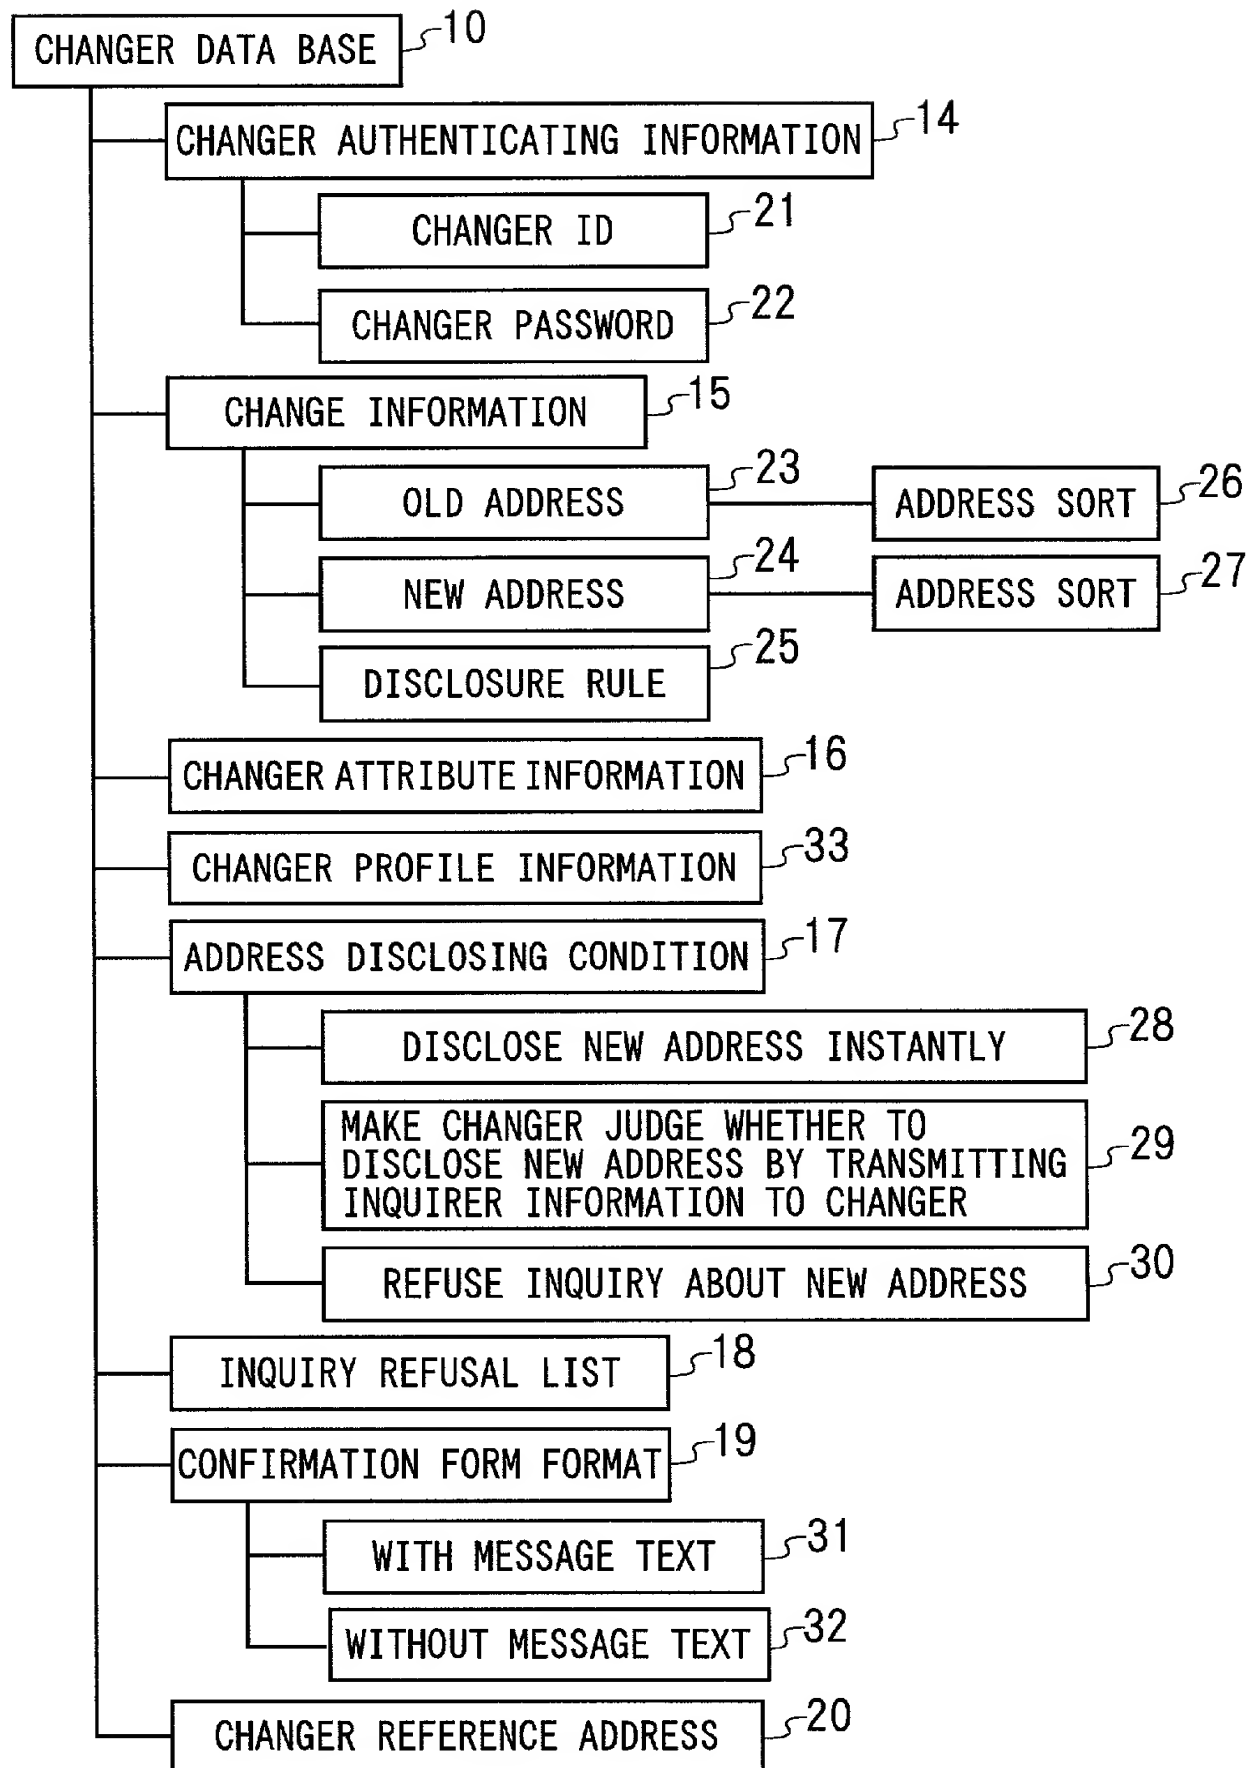 CHANGER DATA BASE 10
CHANGER AUTHENTICATING INFORMATION 14
CHANGER ID 21
CHANGER PASSWORD 22
CHANGE INFORMATION 15
OLD ADDRESS 23 ADDRESS SORT 26
NEW ADDRESS 24 ADDRESS SORT 27
DISCLOSURE RULE 25
CHANGER ATTRIBUTE INFORMATION 16
CHANGER PROFILE INFORMATION 33
ADDRESS DISCLOSING CONDITION 17
DISCLOSE NEW ADDRESS INSTANTLY 28
MAKE CHANGER JUDGE WHETHER TO
DISCLOSE NEW ADDRESS BY TRANSMITTING 29
INQUIRER INFORMATION TO CHANGER
REFUSE INQUIRY ABOUT NEW ADDRESS 30
INQUIRY REFUSAL LIST 18
CONFIRMATION FORM FORMAT 19
WITH MESSAGE TEXT 31
WITHOUT MESSAGE TEXT 32
CHANGER REFERENCE ADDRESS 20